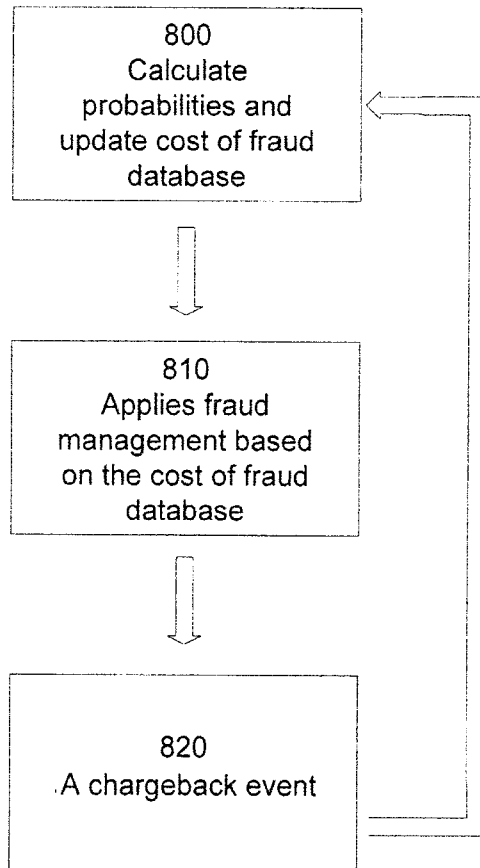 800
Calculate
probabilities and
update cost of fraud
database
810
Applies fraud
management based
on the cost of fraud
database
820
A chargeback event